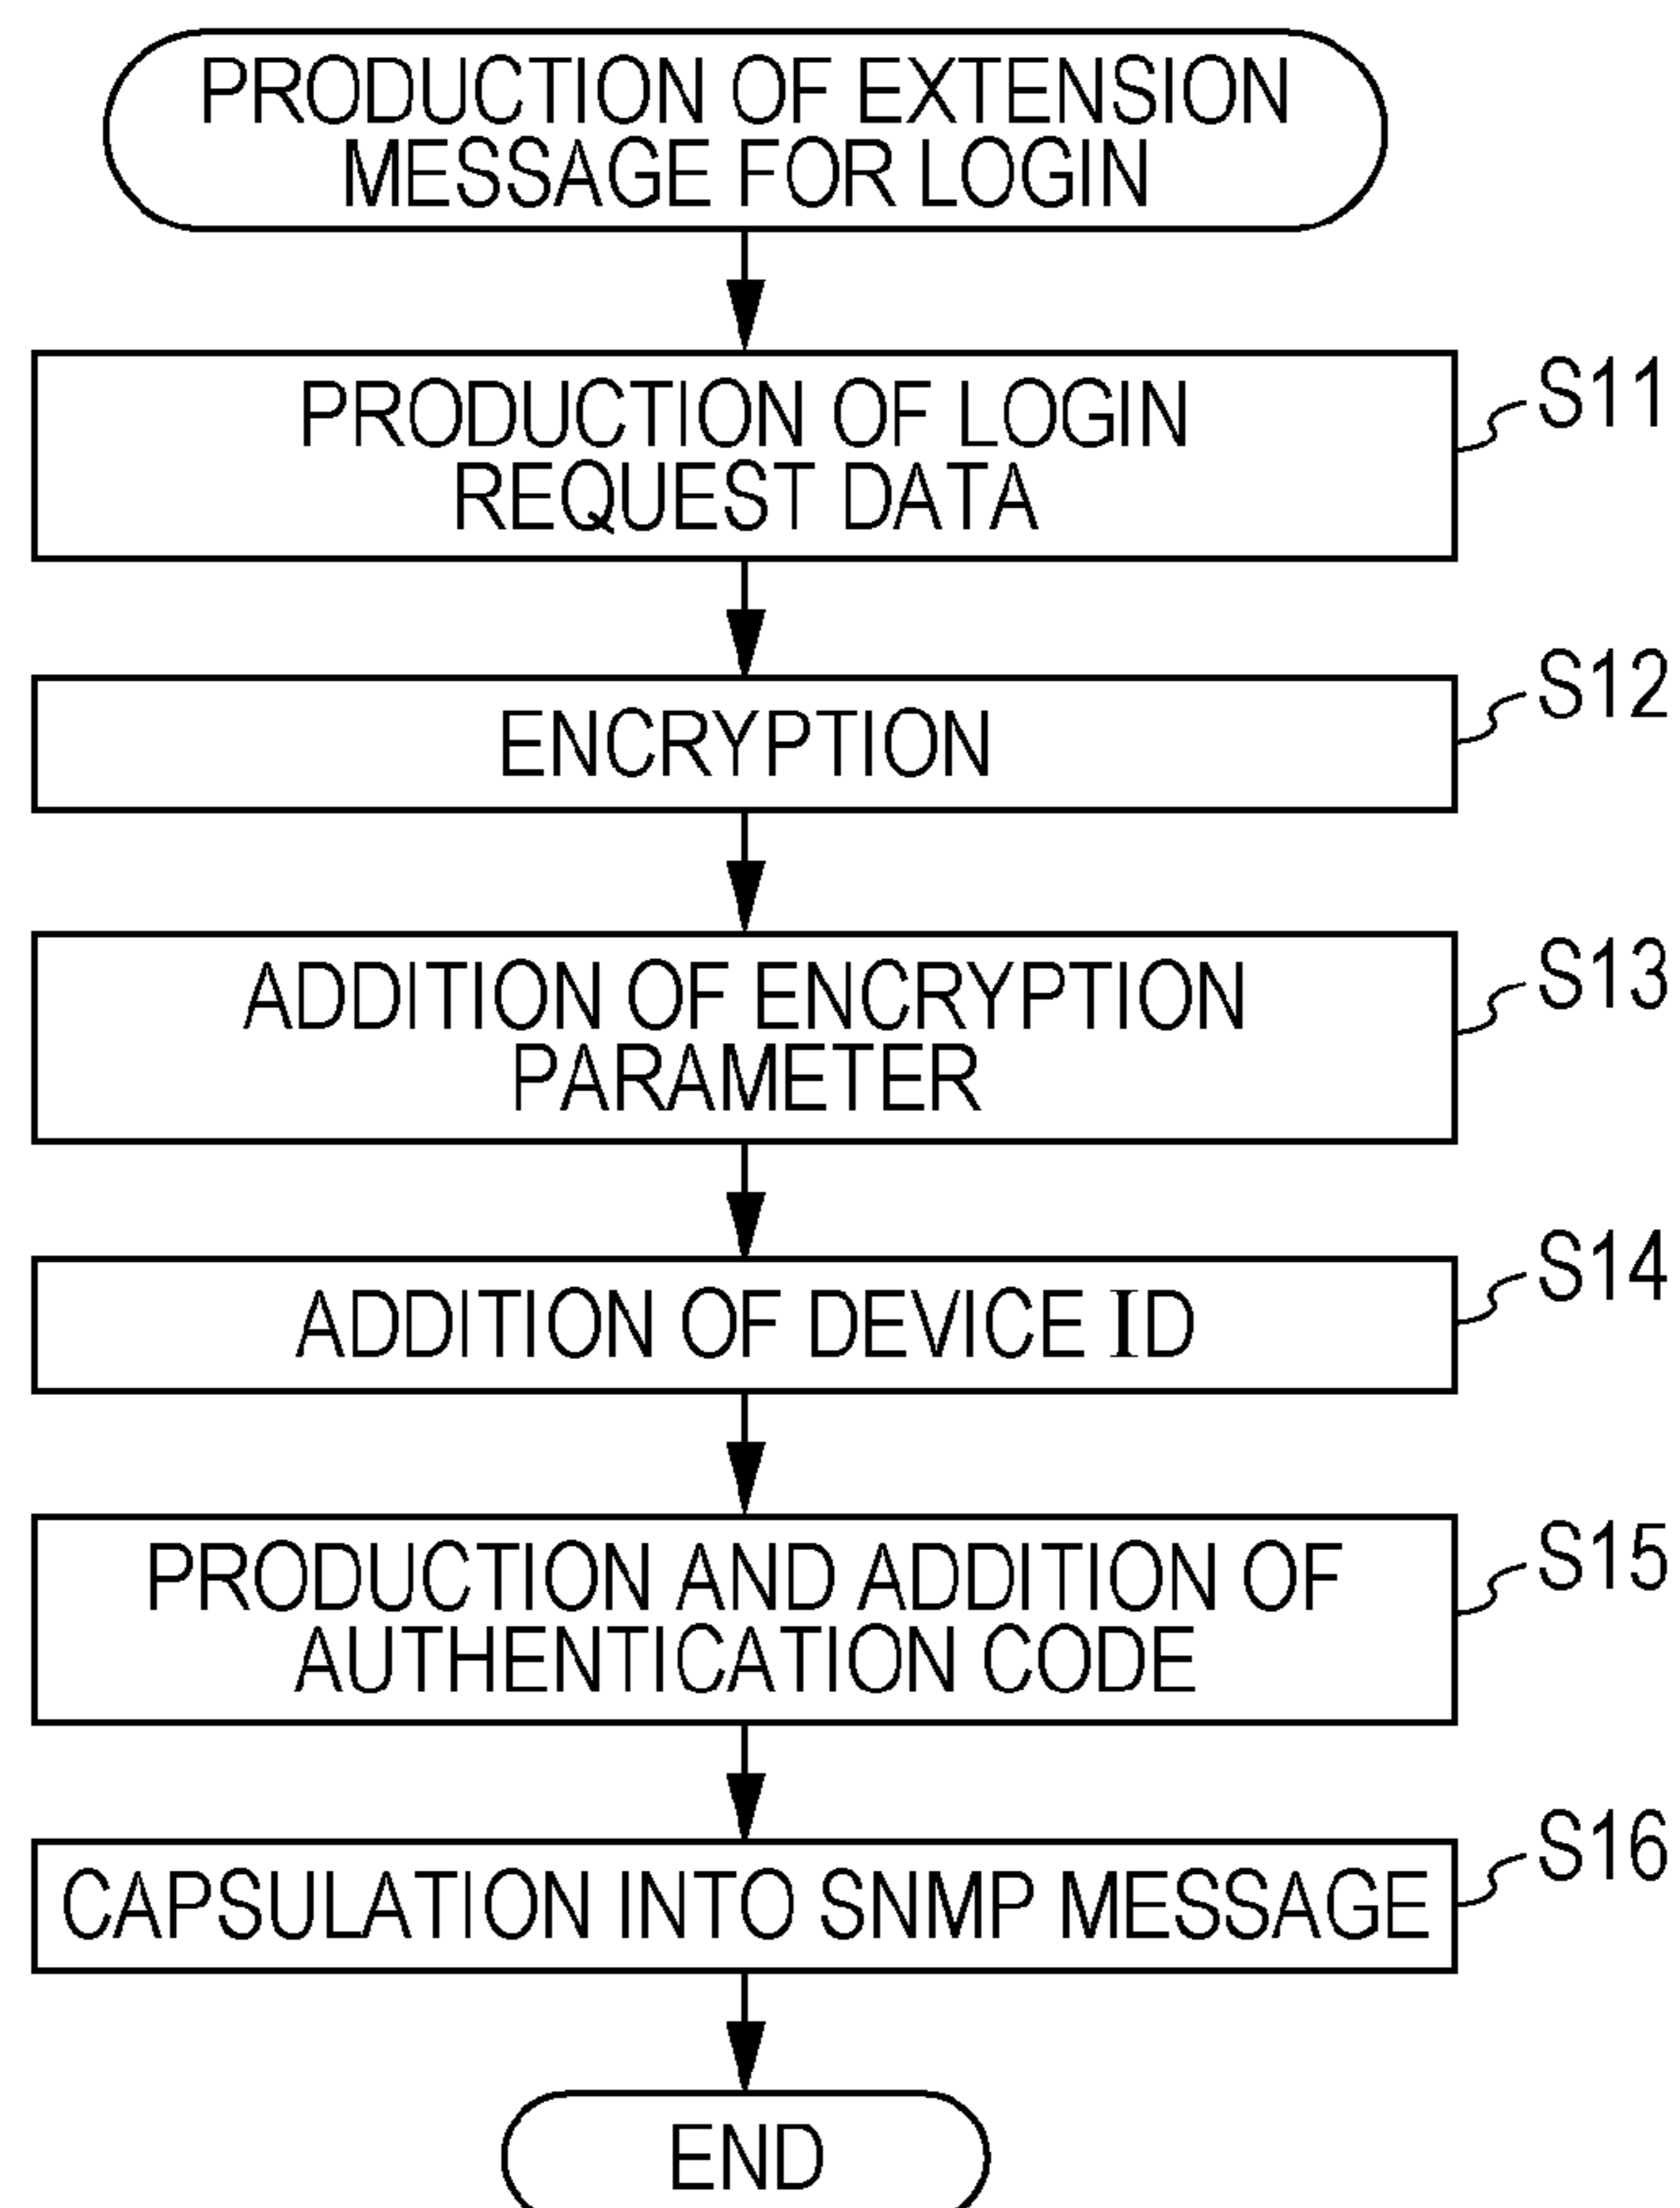 PRODUCTION OF EXTENSION
MESSAGE FOR LOGIN
PRODUCTION OF LOGIN
REQUEST DATA
S11
ENCRYPTION
S12
ADDITION OF ENCRYPTION
PARAMETER
S13
ADDITION OF DEVICE ID
S14
PRODUCTION AND ADDITION OF
AUTHENTICATION CODE
S15
CAPSULATION INTO SNMP MESSAGE
S16
END